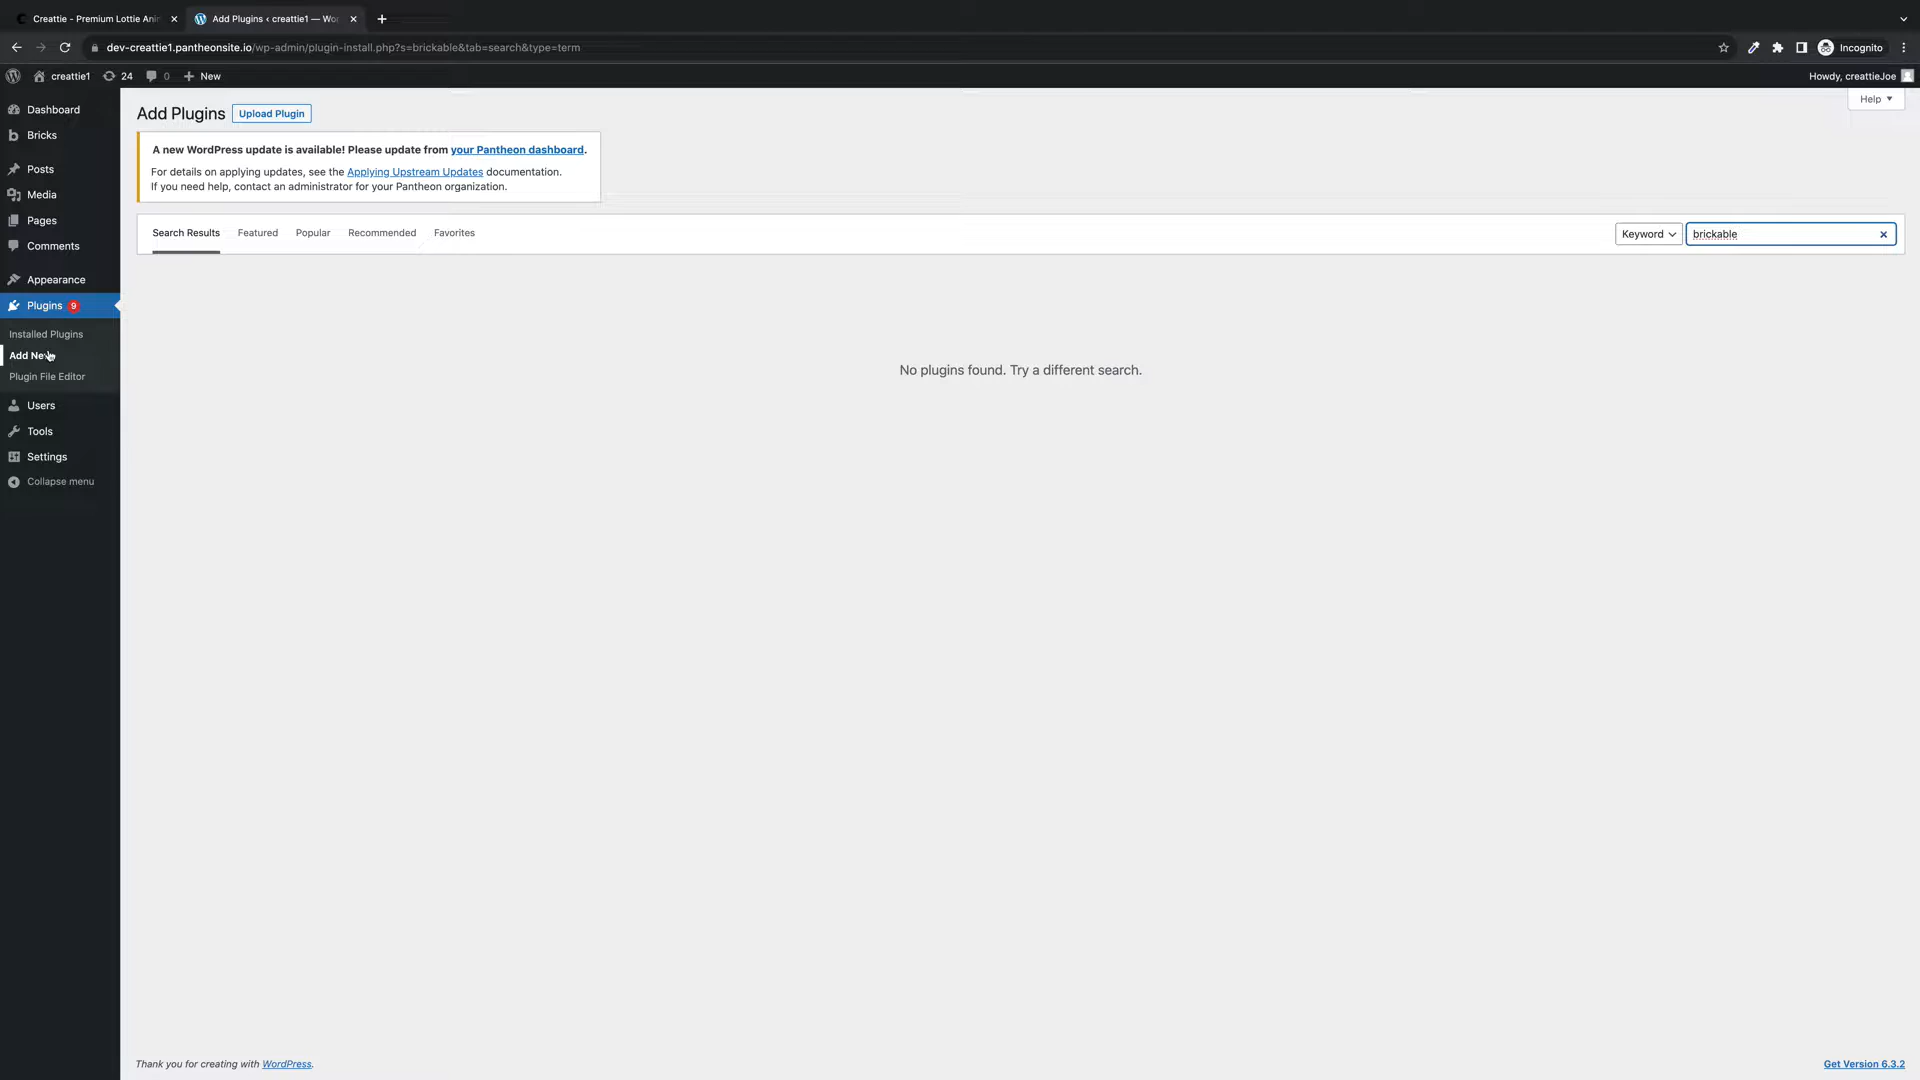 Creattie - Premium Lottie Ani
Add Plugins ‹ creattie1 — Wo
dev-creattie1.pantheonsite.io/wp-admin/plugin-install.php?s=brickable&tab=search&type=term
Incognito
creattie1 24 0 New
Howdy, creattieJoe
Dashboard
Bricks
Posts
Media
Pages
Comments
Appearance
Plugins 9
Installed Plugins
Add New
Plugin File Editor
Users
Tools
Settings
Collapse menu
Help
Add Plugins Upload Plugin
A new WordPress update is available! Please update from your Pantheon dashboard.
For details on applying updates, see the Applying Upstream Updates documentation.
If you need help, contact an administrator for your Pantheon organization.
Search Results Featured Popular Recommended Favorites
Keyword brickable
No plugins found. Try a different search.
Thank you for creating with WordPress.
Get Version 6.3.2